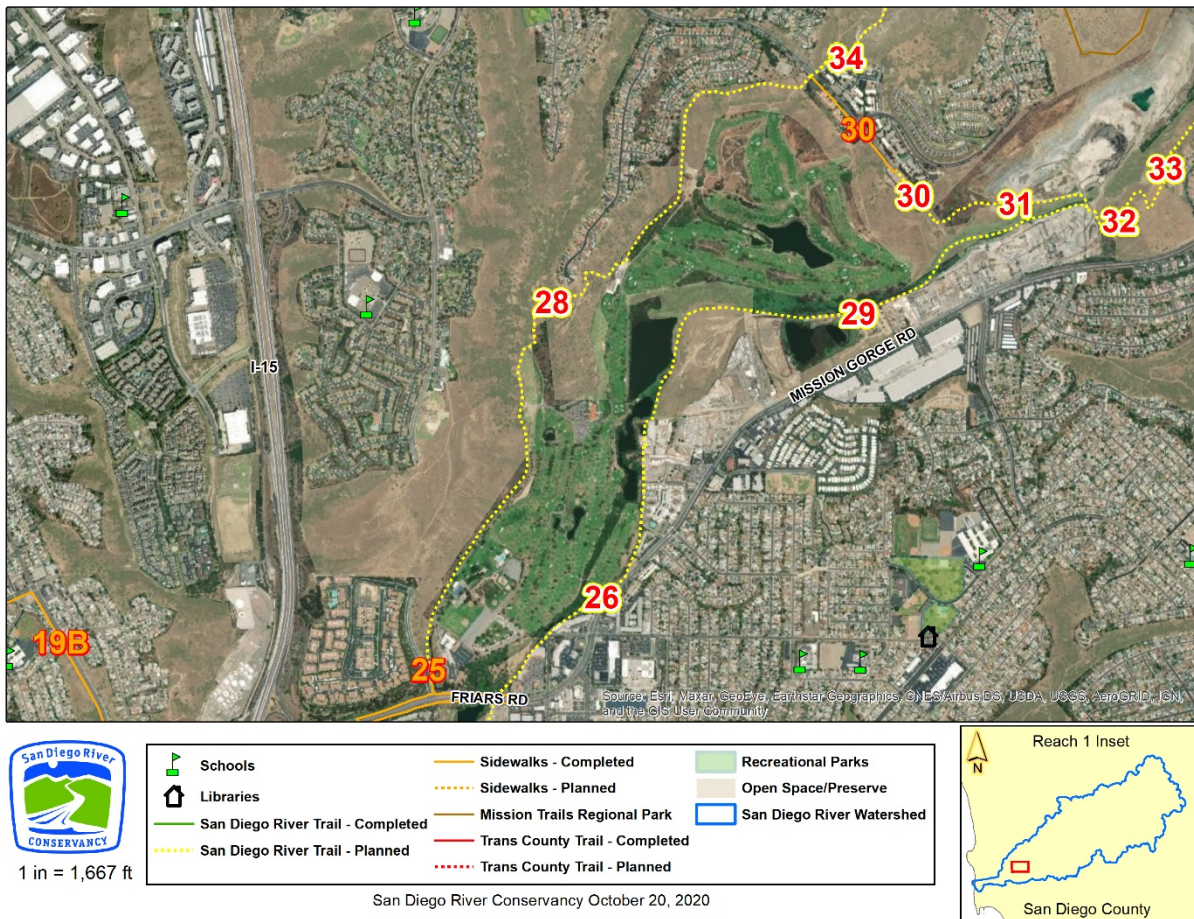 34
30
33
30
31
32
28
29
I-15
MISSION GORGE RD
26
19B
25
FRIARS RD
Source: Esri, Maxar, GeoEye, Earthstar Geographics, CNES/Airbus DS, USDA, USGS, AeroGRID, IGN,
and the GIS User Community
San Diego River
CONSERVANCY
1 in = 1,667 ft
Schools
Libraries
San Diego River Trail - Completed
San Diego River Trail - Planned
Sidewalks - Completed
Sidewalks - Planned
Mission Trails Regional Park
Trans County Trail - Completed
Trans County Trail - Planned
Recreational Parks
Open Space/Preserve
San Diego River Watershed
Reach 1 Inset
N
San Diego County
San Diego River Conservancy October 20, 2020